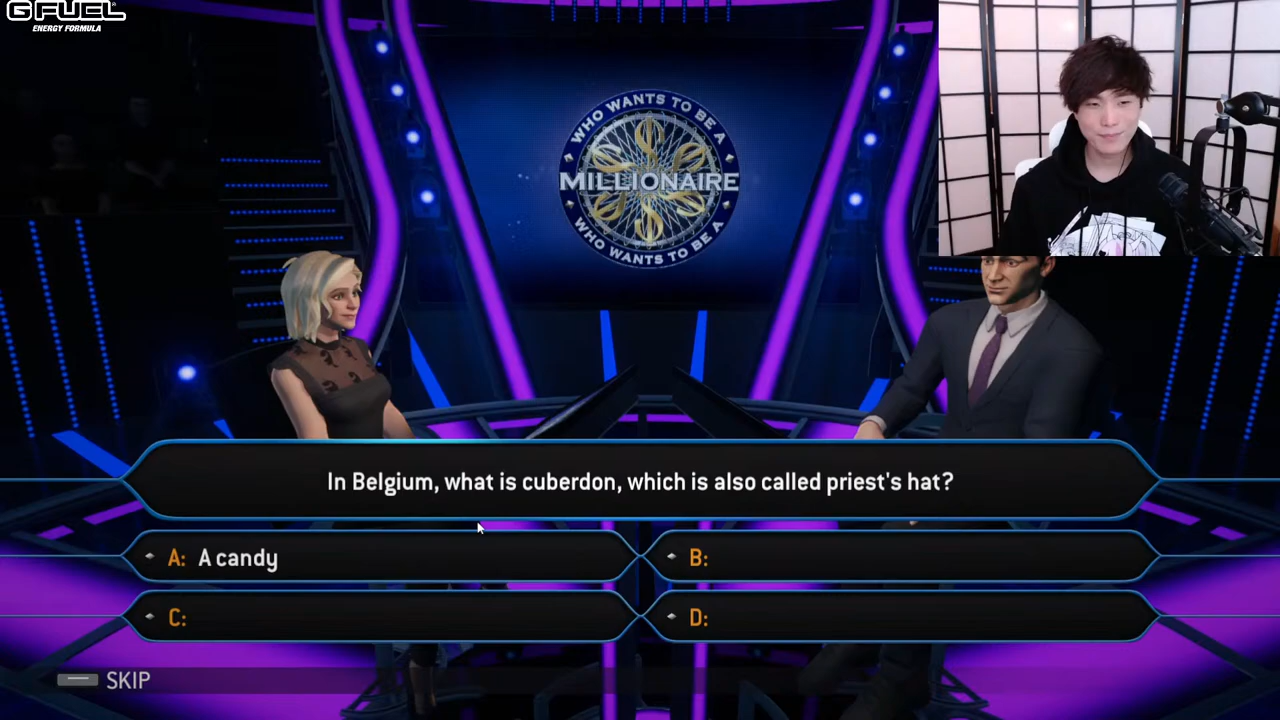 G FUEL
ENERGY FORMULA
WHO WANTS TO BE A
MILLIONAIRE
WHO WANTS TO BE A
In Belgium, what is cuberdon, which is also called priest's hat?
A: A candy
B:
C:
D:
SKIP